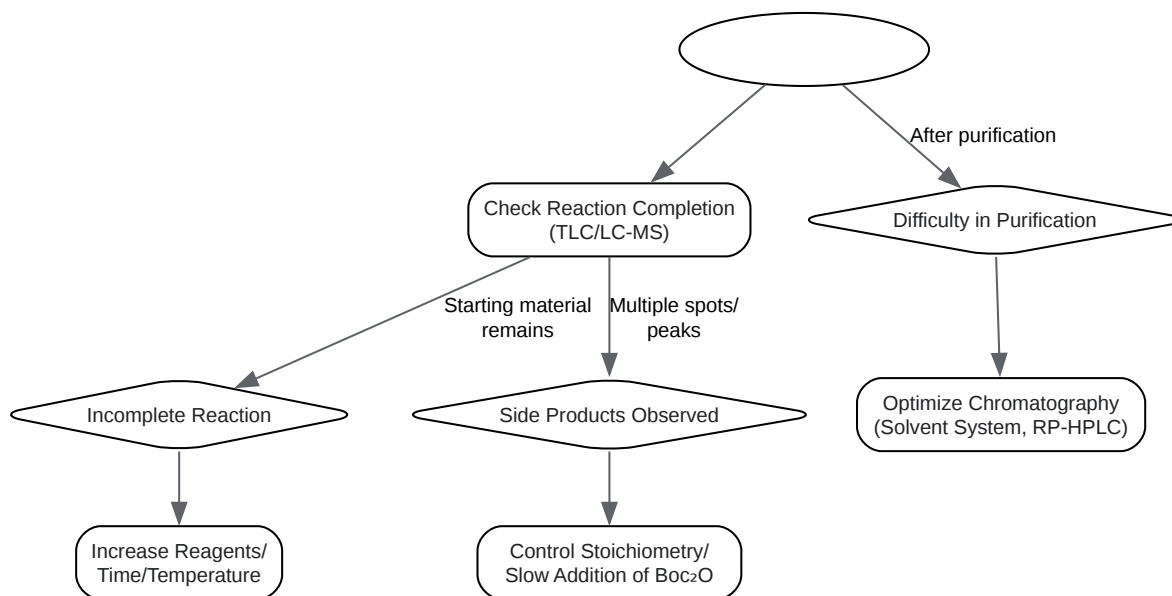 After purification
Check Reaction Completion
(TLC/LC-MS)
Difficulty in Purification
Starting material
remains
Multiple spots/
peaks
Incomplete Reaction
Side Products Observed
Optimize Chromatography
(Solvent System, RP-HPLC)
Increase Reagents/
Time/Temperature
Control Stoichiometry/
Slow Addition of Boc₂O